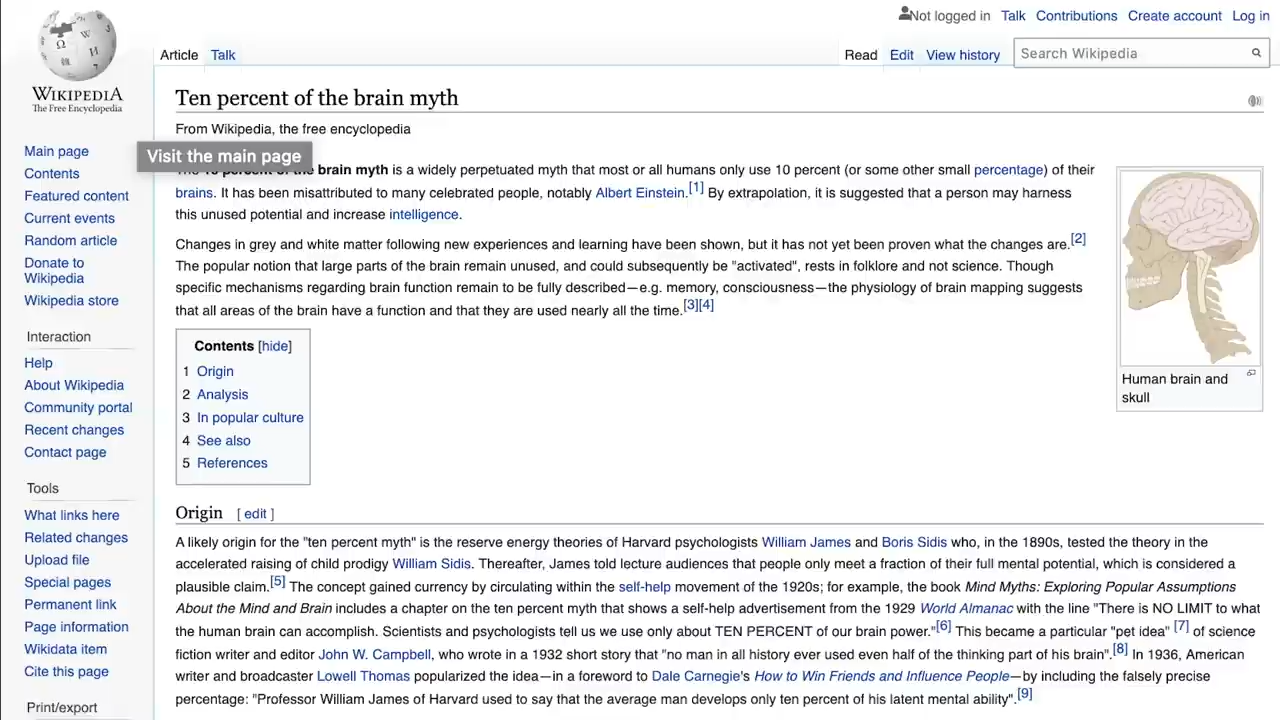 Not logged in Talk Contributions Create account Log in
Article Talk
Read Edit View history Search Wikipedia
WIKIPEDIA
The Free Encyclopedia
Main page
Contents
Featured content
Current events
Random article
Donate to
Wikipedia
Wikipedia store
Interaction
Help
About Wikipedia
Community portal
Recent changes
Contact page
Tools
What links here
Related changes
Upload file
Special pages
Permanent link
Page information
Wikidata item
Cite this page
Print/export
Visit the main page
Ten percent of the brain myth
From Wikipedia, the free encyclopedia
brain myth is a widely perpetuated myth that most or all humans only use 10 percent (or some other small percentage) of their
brains. It has been misattributed to many celebrated people, notably Albert Einstein.[1] By extrapolation, it is suggested that a person may harness
this unused potential and increase intelligence.
Changes in grey and white matter following new experiences and learning have been shown, but it has not yet been proven what the changes are.[2]
The popular notion that large parts of the brain remain unused, and could subsequently be "activated", rests in folklore and not science. Though
specific mechanisms regarding brain function remain to be fully described—e.g. memory, consciousness—the physiology of brain mapping suggests
that all areas of the brain have a function and that they are used nearly all the time.[3][4]
Human brain and
skull
Contents [hide]
1 Origin
2 Analysis
3 In popular culture
4 See also
5 References
Origin [ edit ]
A likely origin for the "ten percent myth" is the reserve energy theories of Harvard psychologists William James and Boris Sidis who, in the 1890s, tested the theory in the
accelerated raising of child prodigy William Sidis. Thereafter, James told lecture audiences that people only meet a fraction of their full mental potential, which is considered a
plausible claim.[5] The concept gained currency by circulating within the self-help movement of the 1920s; for example, the book Mind Myths: Exploring Popular Assumptions
About the Mind and Brain includes a chapter on the ten percent myth that shows a self-help advertisement from the 1929 World Almanac with the line "There is NO LIMIT to what
the human brain can accomplish. Scientists and psychologists tell us we use only about TEN PERCENT of our brain power."[6] This became a particular "pet idea" [7] of science
fiction writer and editor John W. Campbell, who wrote in a 1932 short story that "no man in all history ever used even half of the thinking part of his brain".[8] In 1936, American
writer and broadcaster Lowell Thomas popularized the idea—in a foreword to Dale Carnegie's How to Win Friends and Influence People—by including the falsely precise
percentage: "Professor William James of Harvard used to say that the average man develops only ten percent of his latent mental ability".[9]